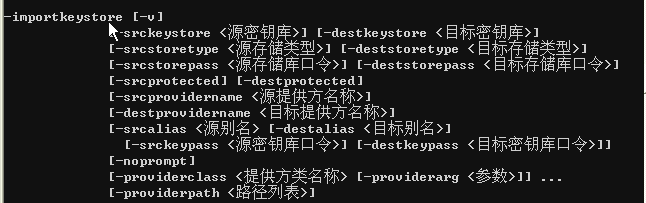 -importkeystore [-v]
[-srckeystore <源密钥库>] [-destkeystore <目标密钥库>]
[-srcstoretype <源存储类型>] [-deststoretype <目标存储类型>]
[-srcstorepass <源存储库口令>] [-deststorepass <目标存储库口令>]
[-srcprotected] [-destprotected]
[-srcprovidername <源提供方名称>]
[-destprovidername <目标提供方名称>]
[-srcalias <源别名> [-destalias <目标别名>]
[-srckeypass <源密钥库口令>] [-destkeypass <目标密钥库口令>]]
[-noprompt]
[-providerclass <提供方类名称> [-providerarg <参数>]] ...
[-providerpath <路径列表>]